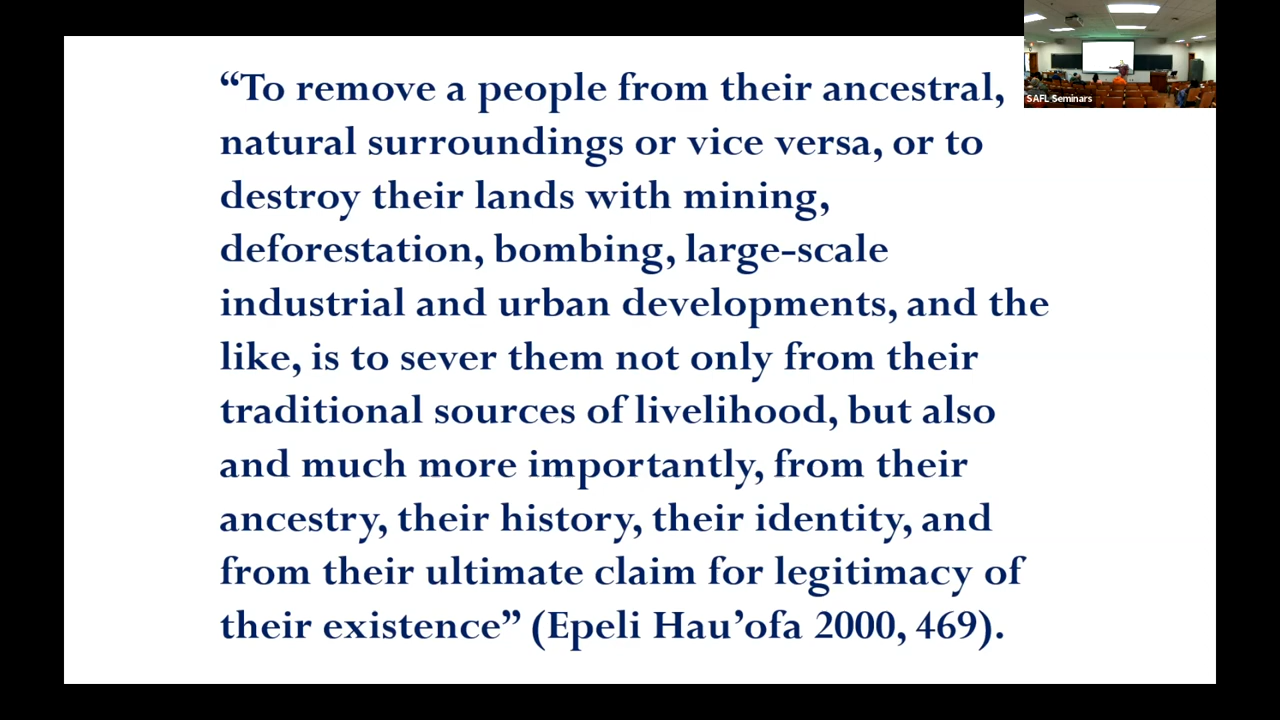 “To remove a people from their ancestral,
natural surroundings or vice versa, or to
destroy their lands with mining,
deforestation, bombing, large-scale
industrial and urban developments, and the
like, is to sever them not only from their
traditional sources of livelihood, but also
and much more importantly, from their
ancestry, their history, their identity, and
from their ultimate claim for legitimacy of
their existence” (Epeli Hau’ofa 2000, 469).
SAFL Seminars